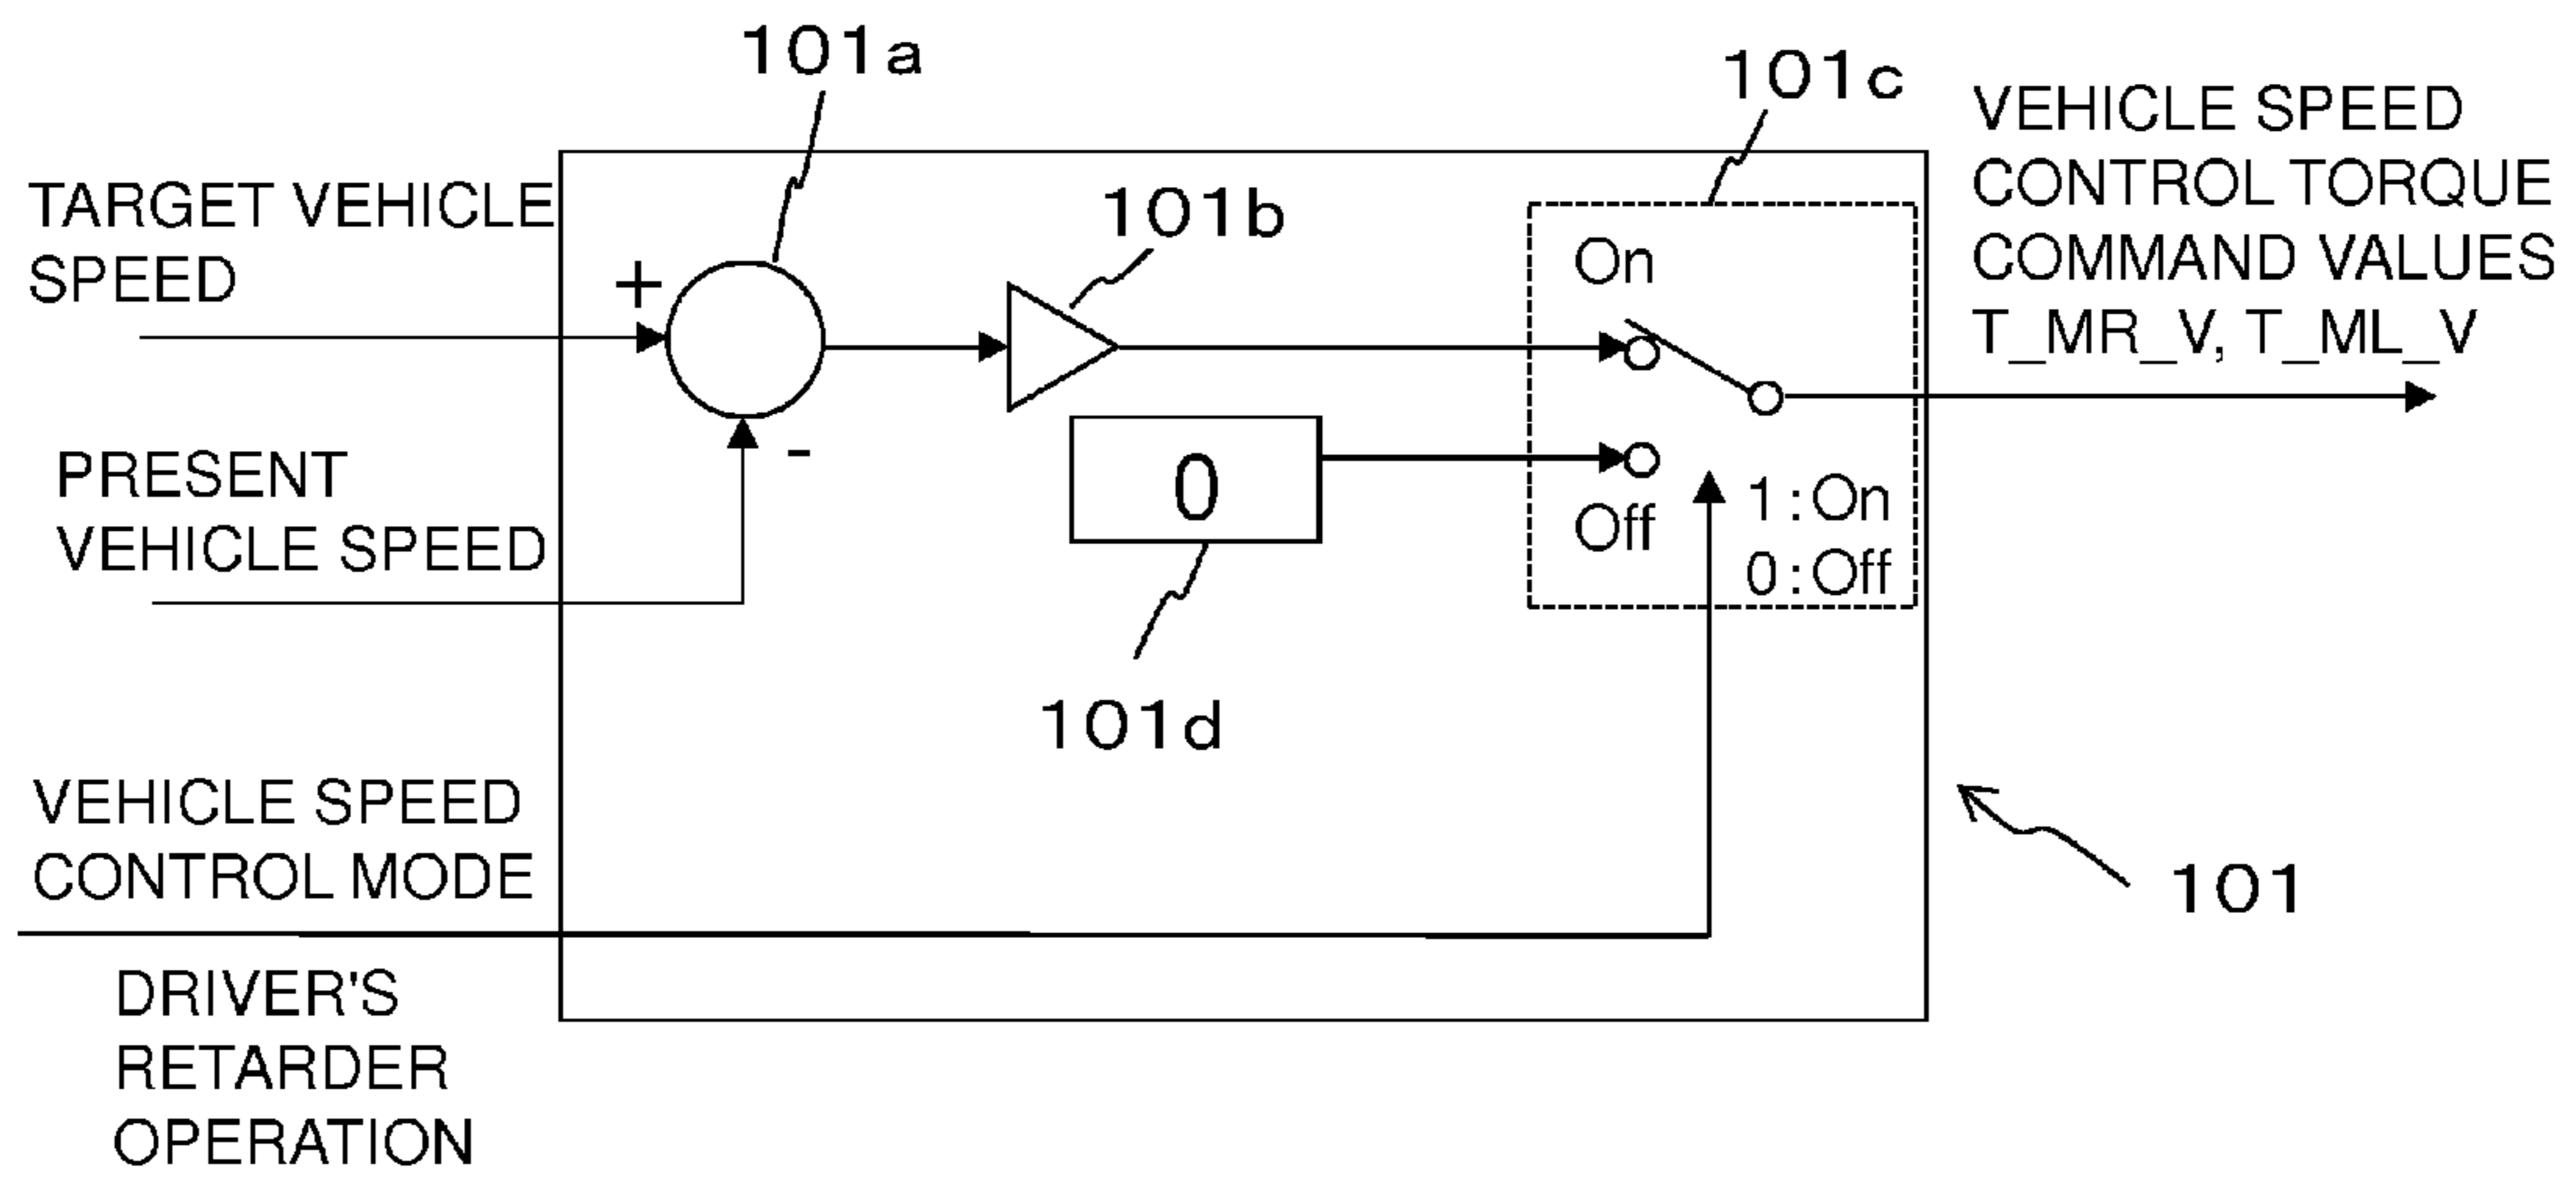 101a
101c
VEHICLE SPEED
CONTROL TORQUE
COMMAND VALUES
T_MR_V, T_ML_V
TARGET VEHICLE
SPEED
101b
+
On
-
0
Off
1:On
0:Off
PRESENT
VEHICLE SPEED
101d
VEHICLE SPEED
CONTROL MODE
101
DRIVER'S
RETARDER
OPERATION